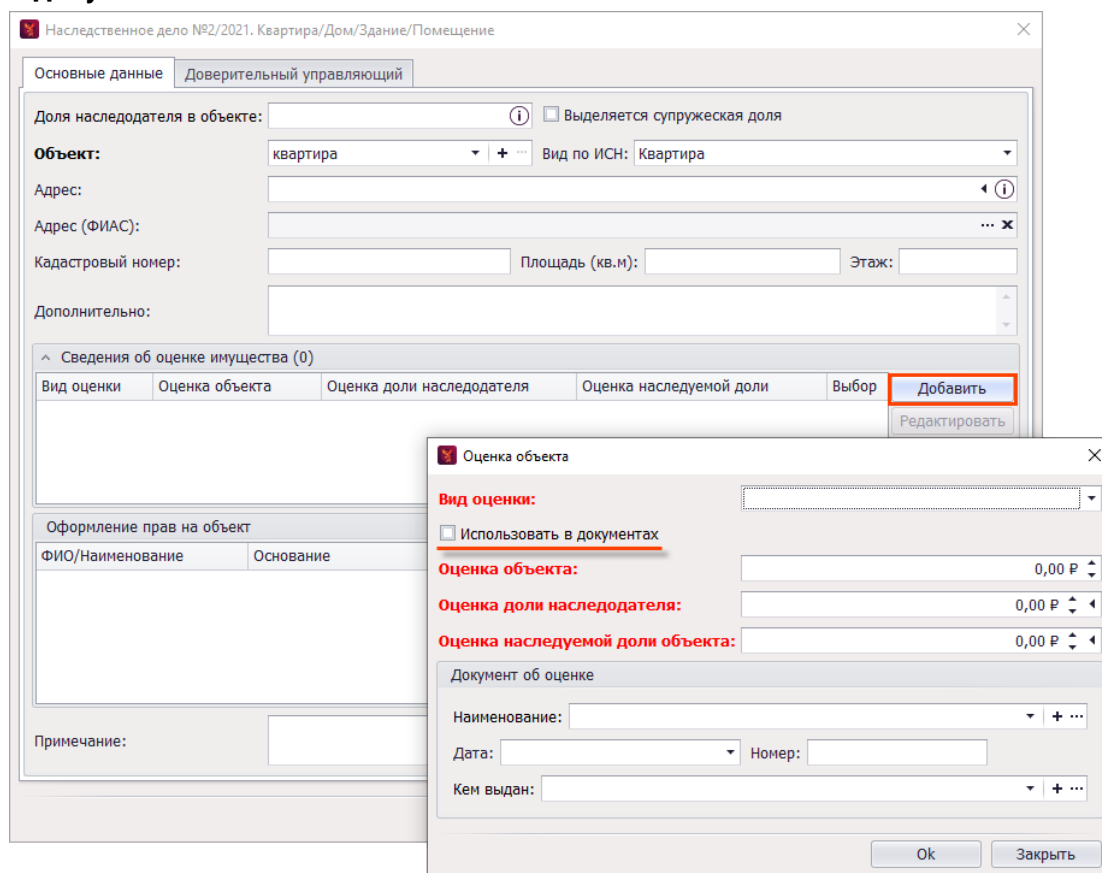 Наследственное дело №2/2021. Квартира/Дом/Здание/Помещение
Основные данные Доверительный управляющий
Доля наследодателя в объекте: Выделяется супружеская доля
Объект: квартира Вид по ИСН: Квартира
Адрес:
Адрес (ФИАС):
Кадастровый номер: Площадь (кв.м): Этаж:
Дополнительно:
Сведения об оценке имущества (0)
Вид оценки Оценка объекта Оценка доли наследодателя Оценка наследуемой доли Выбор Добавить
Редактировать
Оформление прав на объект
ФИО/Наименование Основание
Примечание:
Оценка объекта
Вид оценки:
Использовать в документах
Оценка объекта: 0,00 ₽
Оценка доли наследодателя: 0,00 ₽
Оценка наследуемой доли объекта: 0,00 ₽
Документ об оценке
Наименование:
Дата: Номер:
Кем выдан:
Ok Закрыть